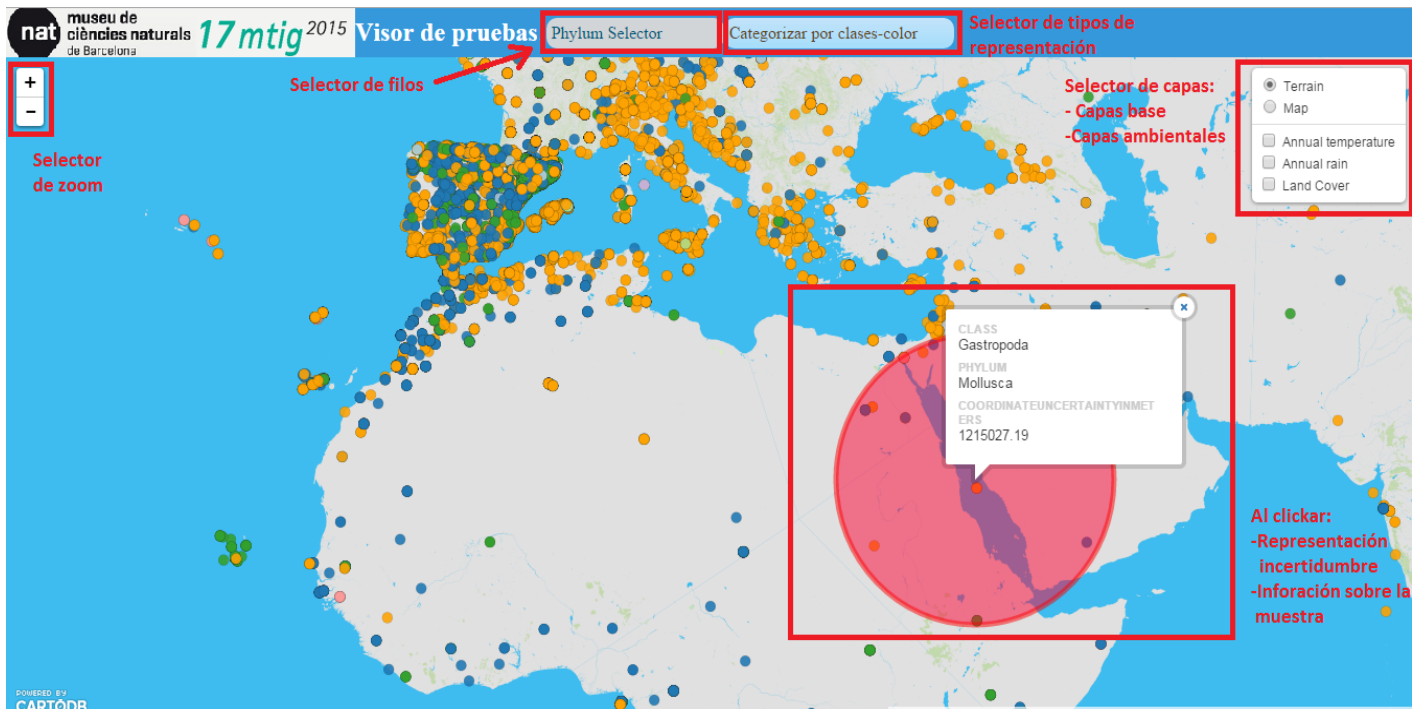 nat
museu de
ciències naturals
de Barcelona
17 mtig 2015
Visor de pruebas
Phylum Selector
Categorizar por clases-color
Selector de tipos de
representación
+
−
Selector
de zoom
Selector de filos
Selector de capas:
- Capas base
-Capas ambientales
Terrain
Map
Annual temperature
Annual rain
Land Cover
×
CLASS
Gastropoda
PHYLUM
Mollusca
COORDINATEUNCERTAINTYINMET
ERS
1215027.19
Al clickar:
-Representación
incertidumbre
-Inforación sobre la
muestra
POWERED BY
CARTODB